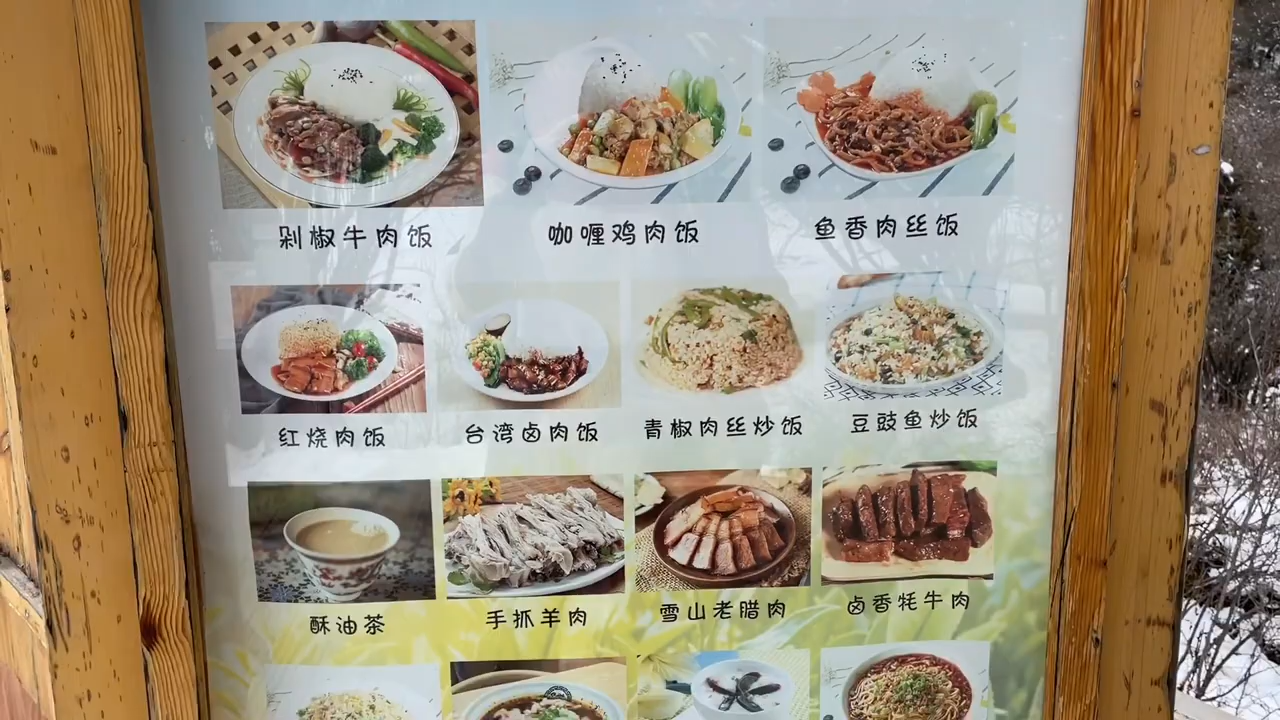 剁椒牛肉饭
咖喱鸡肉饭
鱼香肉丝饭
红烧肉饭
台湾卤肉饭
青椒肉丝炒饭
豆豉鱼炒饭
酥油茶
手抓羊肉
雪山老腊肉
卤香牦牛肉